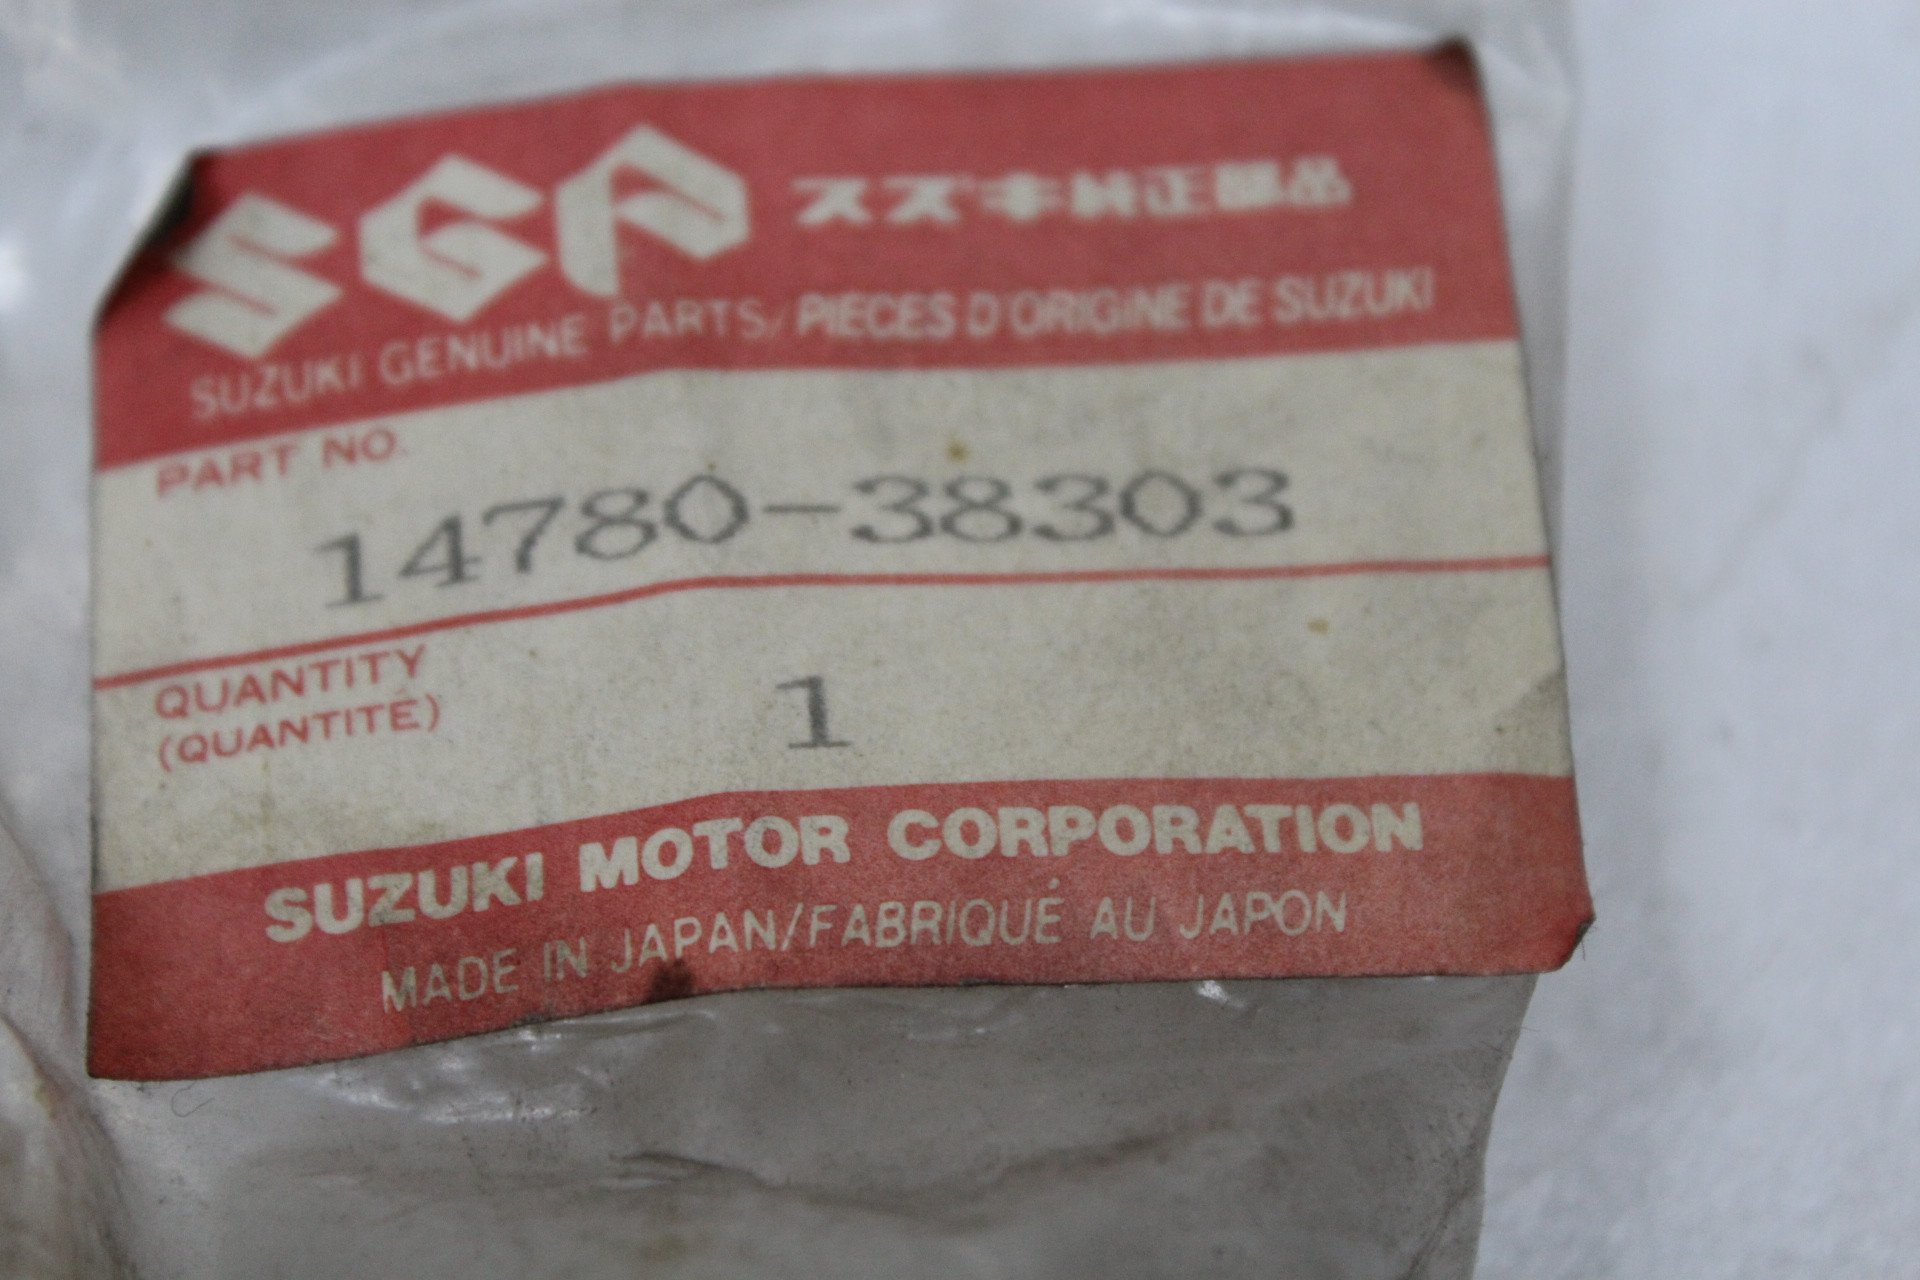 SGP スズキ純正部品
SUZUKI GENUINE PARTS/PIECES D'ORIGINE DE SUZUKI
PART NO.
14780-38303
QUANTITY
(QUANTITÉ)
1
SUZUKI MOTOR CORPORATION
MADE IN JAPAN/FABRIQUÉ AU JAPON